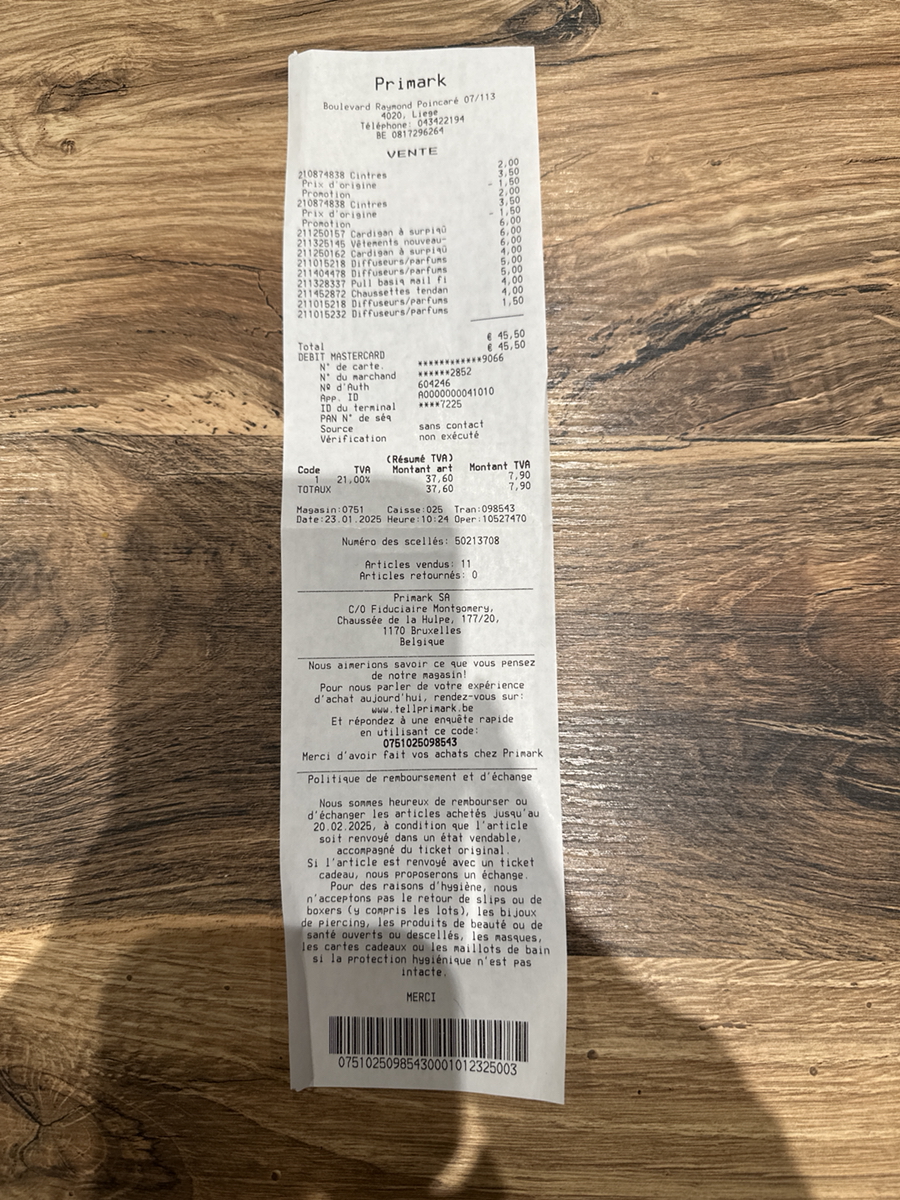 Primark
Boulevard Raymond Poincaré 07/113
4020, Liege
Téléphone: 043422194
BE 0817296264
VENTE
210874838 Cintres 2,00
Prix d'origine 3,50
Promotion - 1,50
210874838 Cintres 2,00
Prix d'origine 3,50
Promotion - 1,50
211250157 Cardigan à surpiqû 6,00
211325145 Vêtements nouveau- 6,00
211250162 Cardigan à surpiqû 6,00
211015218 Diffuseurs/parfums 4,00
211404478 Diffuseurs/parfums 5,00
211328337 Pull basiq mail fi 5,00
211452872 Chaussettes tendan 4,00
211015218 Diffuseurs/parfums 4,00
211015232 Diffuseurs/parfums 1,50
Total € 45,50
DEBIT MASTERCARD € 45,50
N° de carte. ***********9066
N° du marchand ******2852
Nº d'Auth 604246
App. ID A0000000041010
ID du terminal ****7225
PAN N° de séq
Source sans contact
Vérification non exécuté
(Résumé TVA)
Code TVA Montant art Montant TVA
1 21,00% 37,60 7,90
TOTAUX 37,60 7,90
Magasin:0751 Caisse:025 Tran:098543
Date:23.01.2025 Heure:10:24 Oper:10527470
Numéro des scellés: 50213708
Articles vendus: 11
Articles retournés: 0
Primark SA
C/O Fiduciaire Montgomery,
Chaussée de la Hulpe, 177/20,
1170 Bruxelles
Belgique
Nous aimerions savoir ce que vous pensez
de notre magasin!
Pour nous parler de votre expérience
d'achat aujourd'hui, rendez-vous sur:
www.tellprimark.be
Et répondez à une enquête rapide
en utilisant ce code:
0751025098543
Merci d'avoir fait vos achats chez Primark
Politique de remboursement et d'échange
Nous sommes heureux de rembourser ou
d'échanger les articles achetés jusqu'au
20.02.2025, à condition que l'article
soit renvoyé dans un état vendable,
accompagné du ticket original.
Si l'article est renvoyé avec un ticket
cadeau, nous proposerons un échange.
Pour des raisons d'hygiène, nous
n'acceptons pas le retour de slips ou de
boxers (y compris les lots), les bijoux
de piercing, les produits de beauté ou de
santé ouverts ou descellés, les masques,
les cartes cadeaux ou les maillots de bain
si la protection hygiénique n'est pas
intacte.
MERCI
07510250985430001012325003